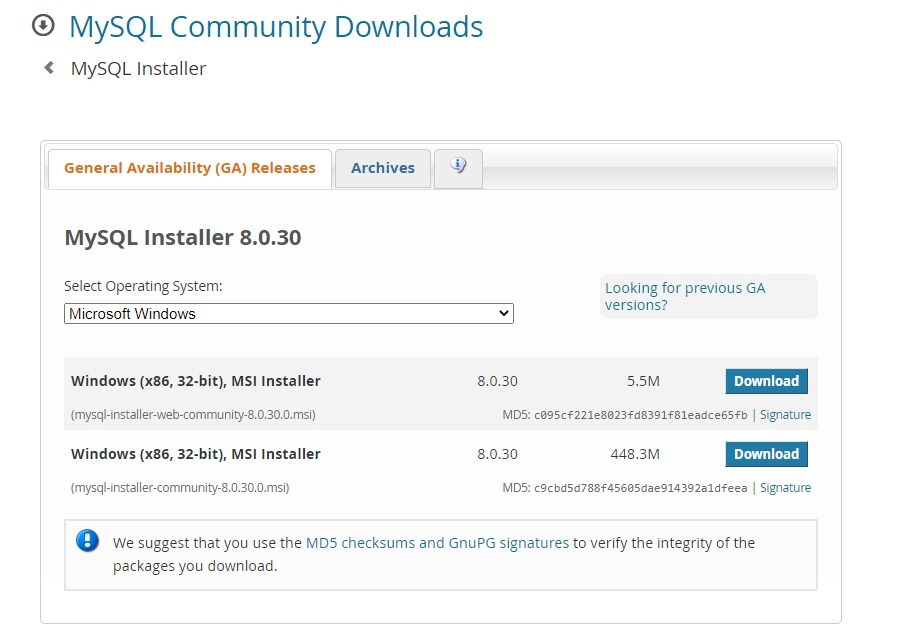 MySQL Community Downloads
MySQL Installer
General Availability (GA) Releases
Archives
MySQL Installer 8.0.30
Select Operating System:
Microsoft Windows
Looking for previous GA
versions?
Windows (x86, 32-bit), MSI Installer 8.0.30 5.5M Download
(mysql-installer-web-community-8.0.30.0.msi) MD5: c095cf221e8023fd8391f81eadce65fb | Signature
Windows (x86, 32-bit), MSI Installer 8.0.30 448.3M Download
(mysql-installer-community-8.0.30.0.msi) MD5: c9cbd5d788f45605dae914392a1dfeea | Signature
We suggest that you use the MD5 checksums and GnuPG signatures to verify the integrity of the
packages you download.